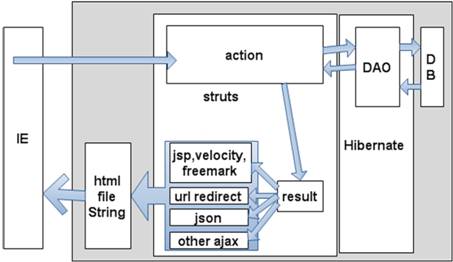 action
DAO
D
B
struts
IE
Hibernate
html
file
String
jsp,velocity,
freemark
url redirect
json
other ajax
result